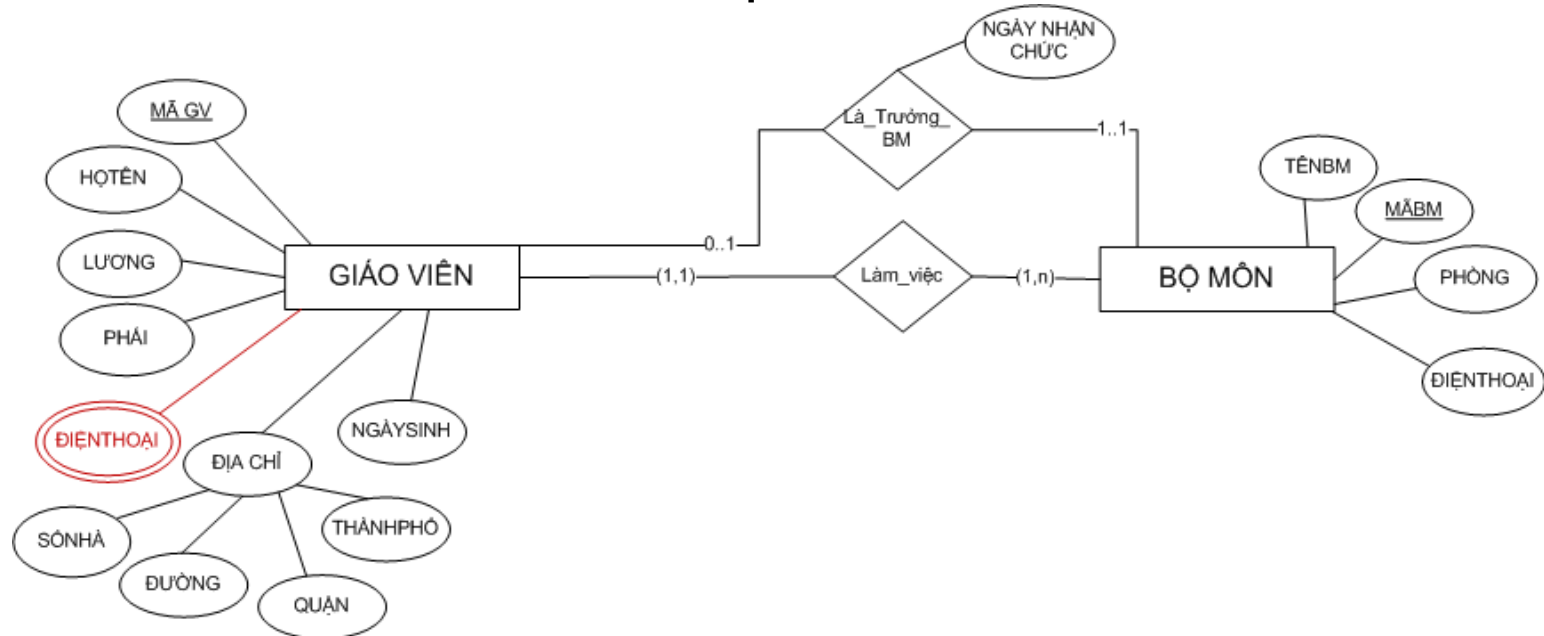 NGÀY NHẬN
CHỨC
MÃ GV
Là_Trưởng_
BM
1..1
HỌTÊN
TÊNBM
MÃBM
0..1
LƯƠNG
GIÁO VIÊN
(1,1)
Làm_việc
(1,n)
BỘ MÔN
PHÒNG
PHÁI
ĐIỆNTHOẠI
ĐIỆNTHOẠI
NGÀYSINH
ĐỊA CHỈ
SỐNHÀ
THÀNHPHỐ
ĐƯỜNG
QUẬN